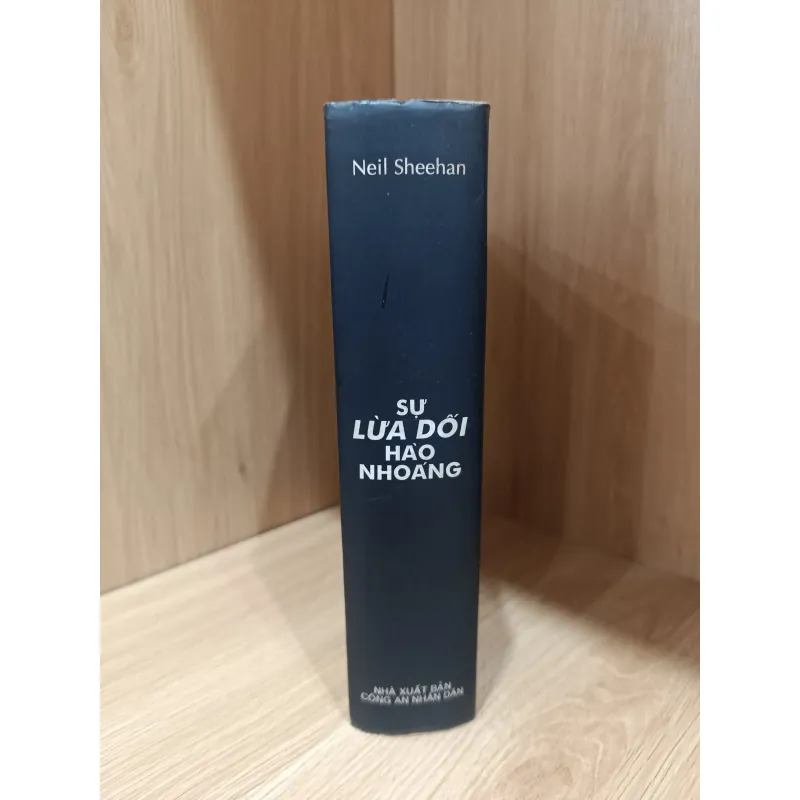 Neil Sheehan
SỰ
LỪA DỐI
HÀO
NHOÁNG
NHÀ XUẤT BẢN
CÔNG AN NHÂN DÂN